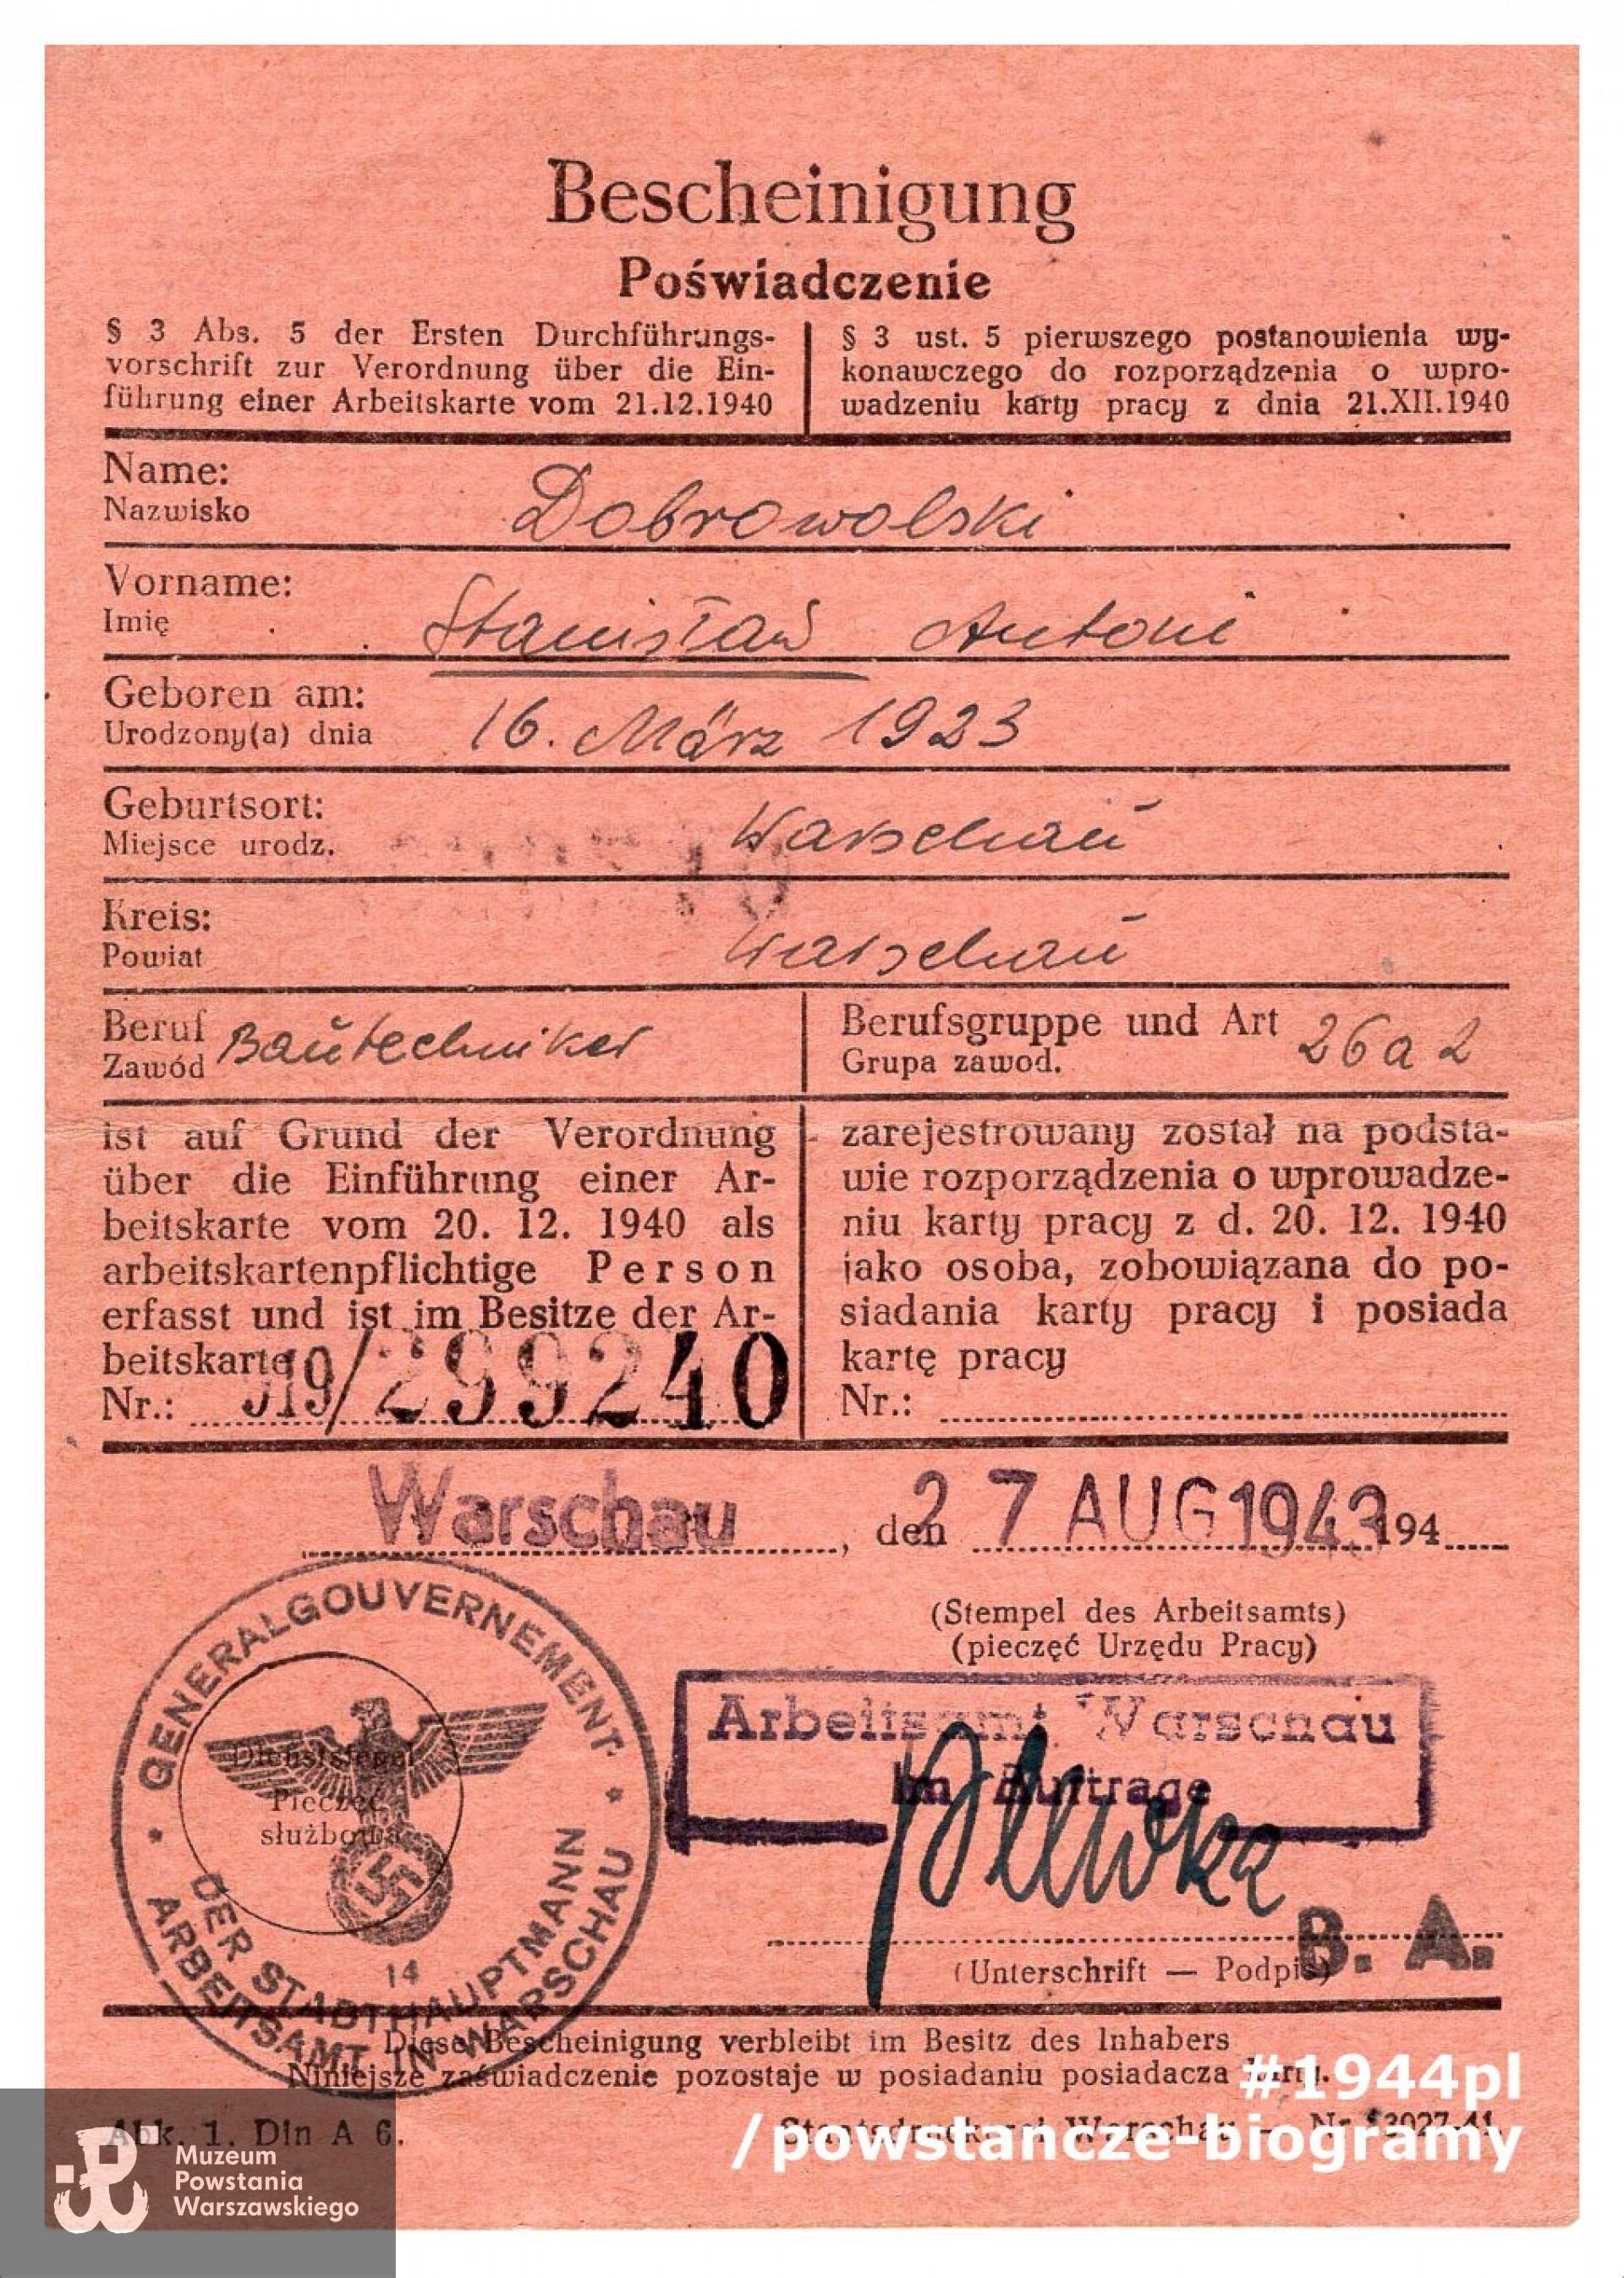 Bescheinigung
Poświadczenie
§ 3 Abs. 5 der Ersten Durchführungs-
vorschrift zur Verordnung über die Ein-
führung einer Arbeitskarte vom 21.12.1940
§ 3 ust. 5 pierwszego postanowienia wy-
konawczego do rozporządzenia o wpro-
wadzeniu karty pracy z dnia 21.XII.1940
Name: Dobrowolski
Nazwisko
Vorname: Stanisław Antoni
Imię
Geboren am: 16. März 1923
Urodzony(a) dnia
Geburtsort: Warschau
Miejsce urodz.
Kreis: Warschau
Powiat
Beruf Bautechniker
Zawód
Berufsgruppe und Art 26 a 2
Grupa zawod.
ist auf Grund der Verordnung
über die Einführung einer Ar-
beitskarte vom 20. 12. 1940 als
arbeitskartenpflichtige Person
erfasst und ist im Besitze der Ar-
beitskarte
Nr.: 519/299240
zarejestrowany został na podsta-
wie rozporządzenia o wprowadze-
niu karty pracy z d. 20. 12. 1940
jako osoba, zobowiązana do po-
siadania karty pracy i posiada
kartę pracy
Nr.:
Warschau, den 27 AUG 1943 194
(Stempel des Arbeitsamts)
(pieczęć Urzędu Pracy)
GENERALGOUVERNEMENT
DER STADTHAUPTMANN
ARBEITSAMT IN WARSCHAU
Dienstsiegel
Pieczęć
służbowa
14
Arbeitsamt Warschau
Im Auftrage
B. A.
(Unterschrift — Podpis)
Diese Bescheinigung verbleibt im Besitz des Inhabers
Niniejsze zaświadczenie pozostaje w posiadaniu posiadacza karty.
Abk. 1. Din A 6.
Staatsdruckerei Warschau — Nr.
#1944pl
/powstancze-biogramy
Muzeum
Powstania
Warszawskiego